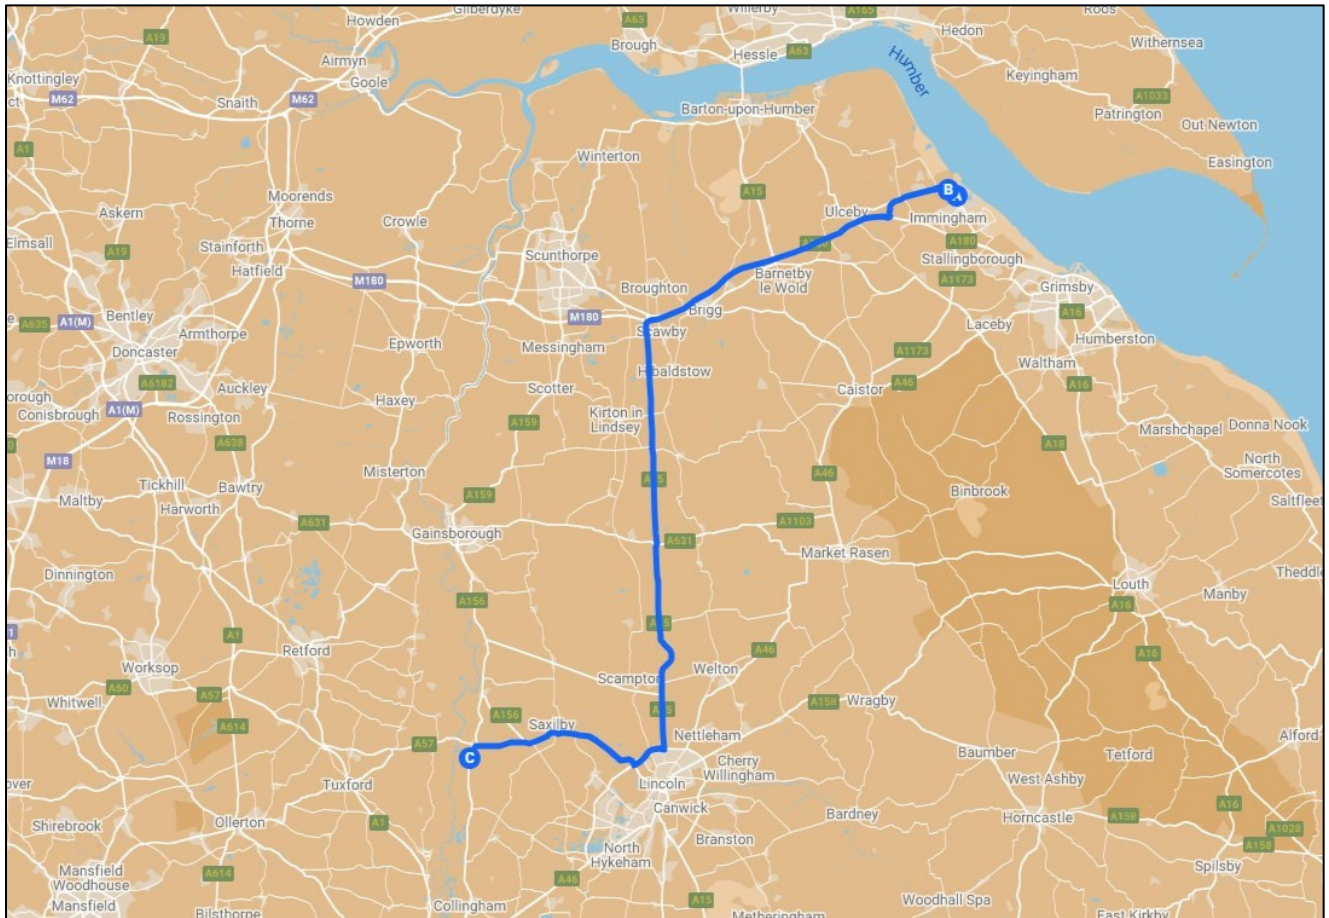 Howden
Gilberdyke
A63
Willerby
A165
Roos
A19
Brough
Hessle
A63
Hedon
Withernsea
Airmyn
Goole
Knottingley
Humber
Keyingham
M62
Snaith
M62
A1033
Patrington
Barton-upon-Humber
Out Newton
A1
Winterton
Easington
A15
B
A
Moorends
Askern
Crowle
Ulceby
Immingham
Thorne
Elmsall
Stainforth
A180
A19
Scunthorpe
Stallingborough
Hatfield
Barnetby
le Wold
M180
Broughton
A1173
Grimsby
Brigg
A16
Bentley
M180
A635
A1(M)
Armthorpe
Scawby
Laceby
Humberston
Doncaster
Epworth
Messingham
A1173
Waltham
A6182
Auckley
Scotter
Hibaldstow
Caistor
A46
A16
Conisbrough
A1(M)
Rossington
Haxey
Kirton in
Lindsey
A159
Marshchapel
Donna Nook
A638
A18
M18
Misterton
North
Somercotes
A46
Tickhill
Bawtry
A159
Binbrook
Maltby
Harworth
Saltfleet
A631
A1103
Gainsborough
A631
Market Rasen
Dinnington
Louth
Manby
A156
A16
A1
Retford
A46
A16
Worksop
Welton
Scampton
A60
A57
Whitwell
A158
Wragby
A156
A614
Saxilby
Nettleham
Alford
A57
C
Baumber
Tetford
Cherry
Willingham
Tuxford
Lincoln
West Ashby
Canwick
A16
Bardney
Shirebrook
Ollerton
A1
Horncastle
A158
A1028
Branston
A158
North
Hykeham
Spilsby
Mansfield
Woodhouse
A614
A46
A15
Mansfield
Collingham
Woodhall Spa
Bilsthorpe
Metheringham
East Kirkby